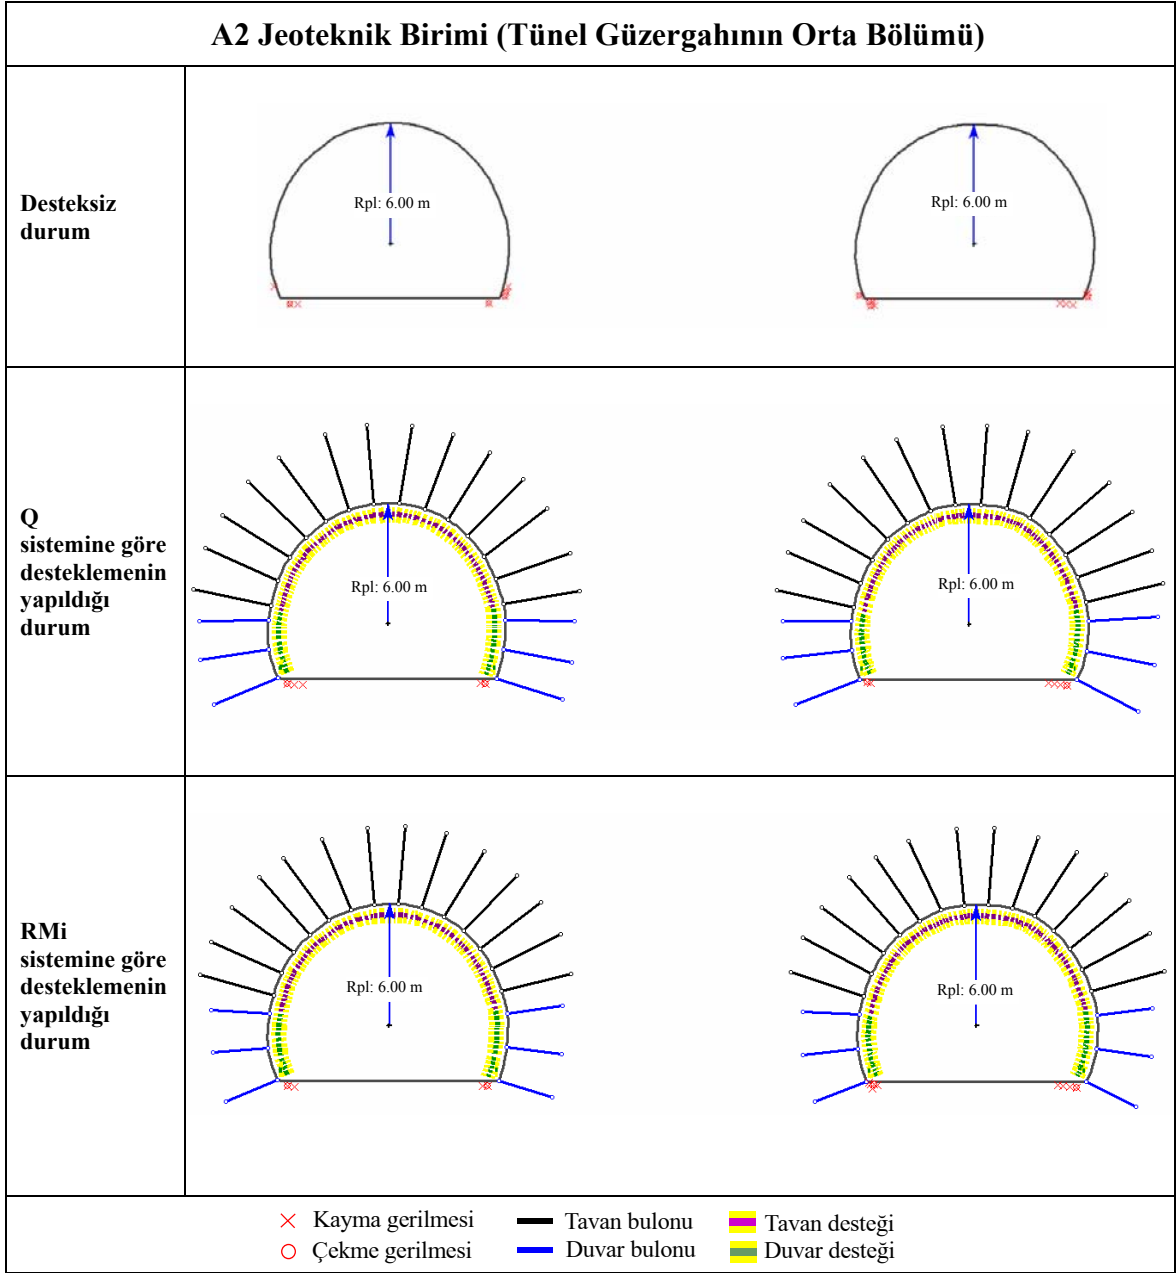 A2 Jeoteknik Birimi (Tünel Güzergahının Orta Bölümü)
Desteksiz
durum
Rpl: 6.00 m
Rpl: 6.00 m
Q
sistemine göre
desteklemenin
yapıldığı
durum
Rpl: 6.00 m
Rpl: 6.00 m
RMi
sistemine göre
desteklemenin
yapıldığı
durum
Rpl: 6.00 m
Rpl: 6.00 m
Kayma gerilmesi
Tavan bulonu
Tavan desteği
Çekme gerilmesi
Duvar bulonu
Duvar desteği